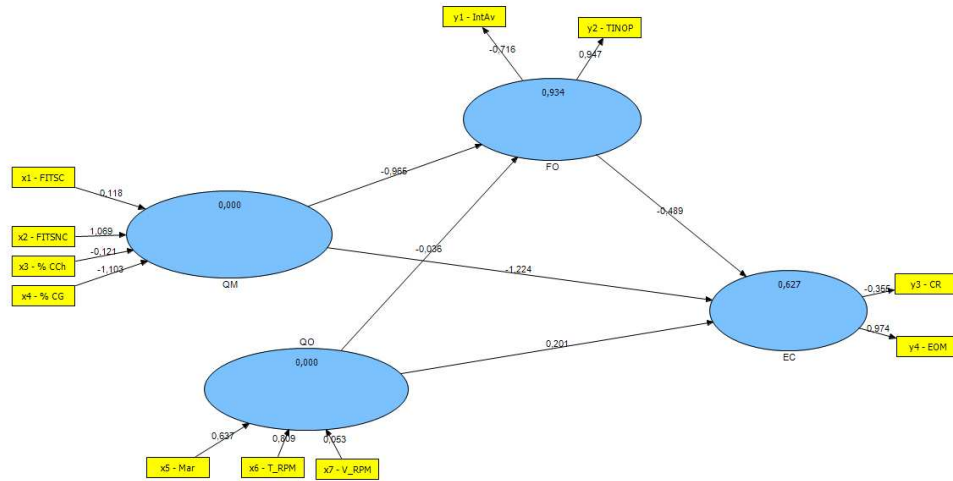 y1 - IntAv
y2 - TINOP
-0,716
0,947
0,934
FO
x1 - FITSC
0,118
-0,965
0,000
x2 - FITSNC
1,069
x3 - % CCh
-0,121
x4 - % CG
-1,103
QM
-0,036
-0,489
-1,224
0,627
-0,365
y3 - CR
0,974
y4 - EOM
EC
QO
0,000
0,201
0,637
0,809
0,053
x5 - Mar
x6 - T_RPM
x7 - V_RPM